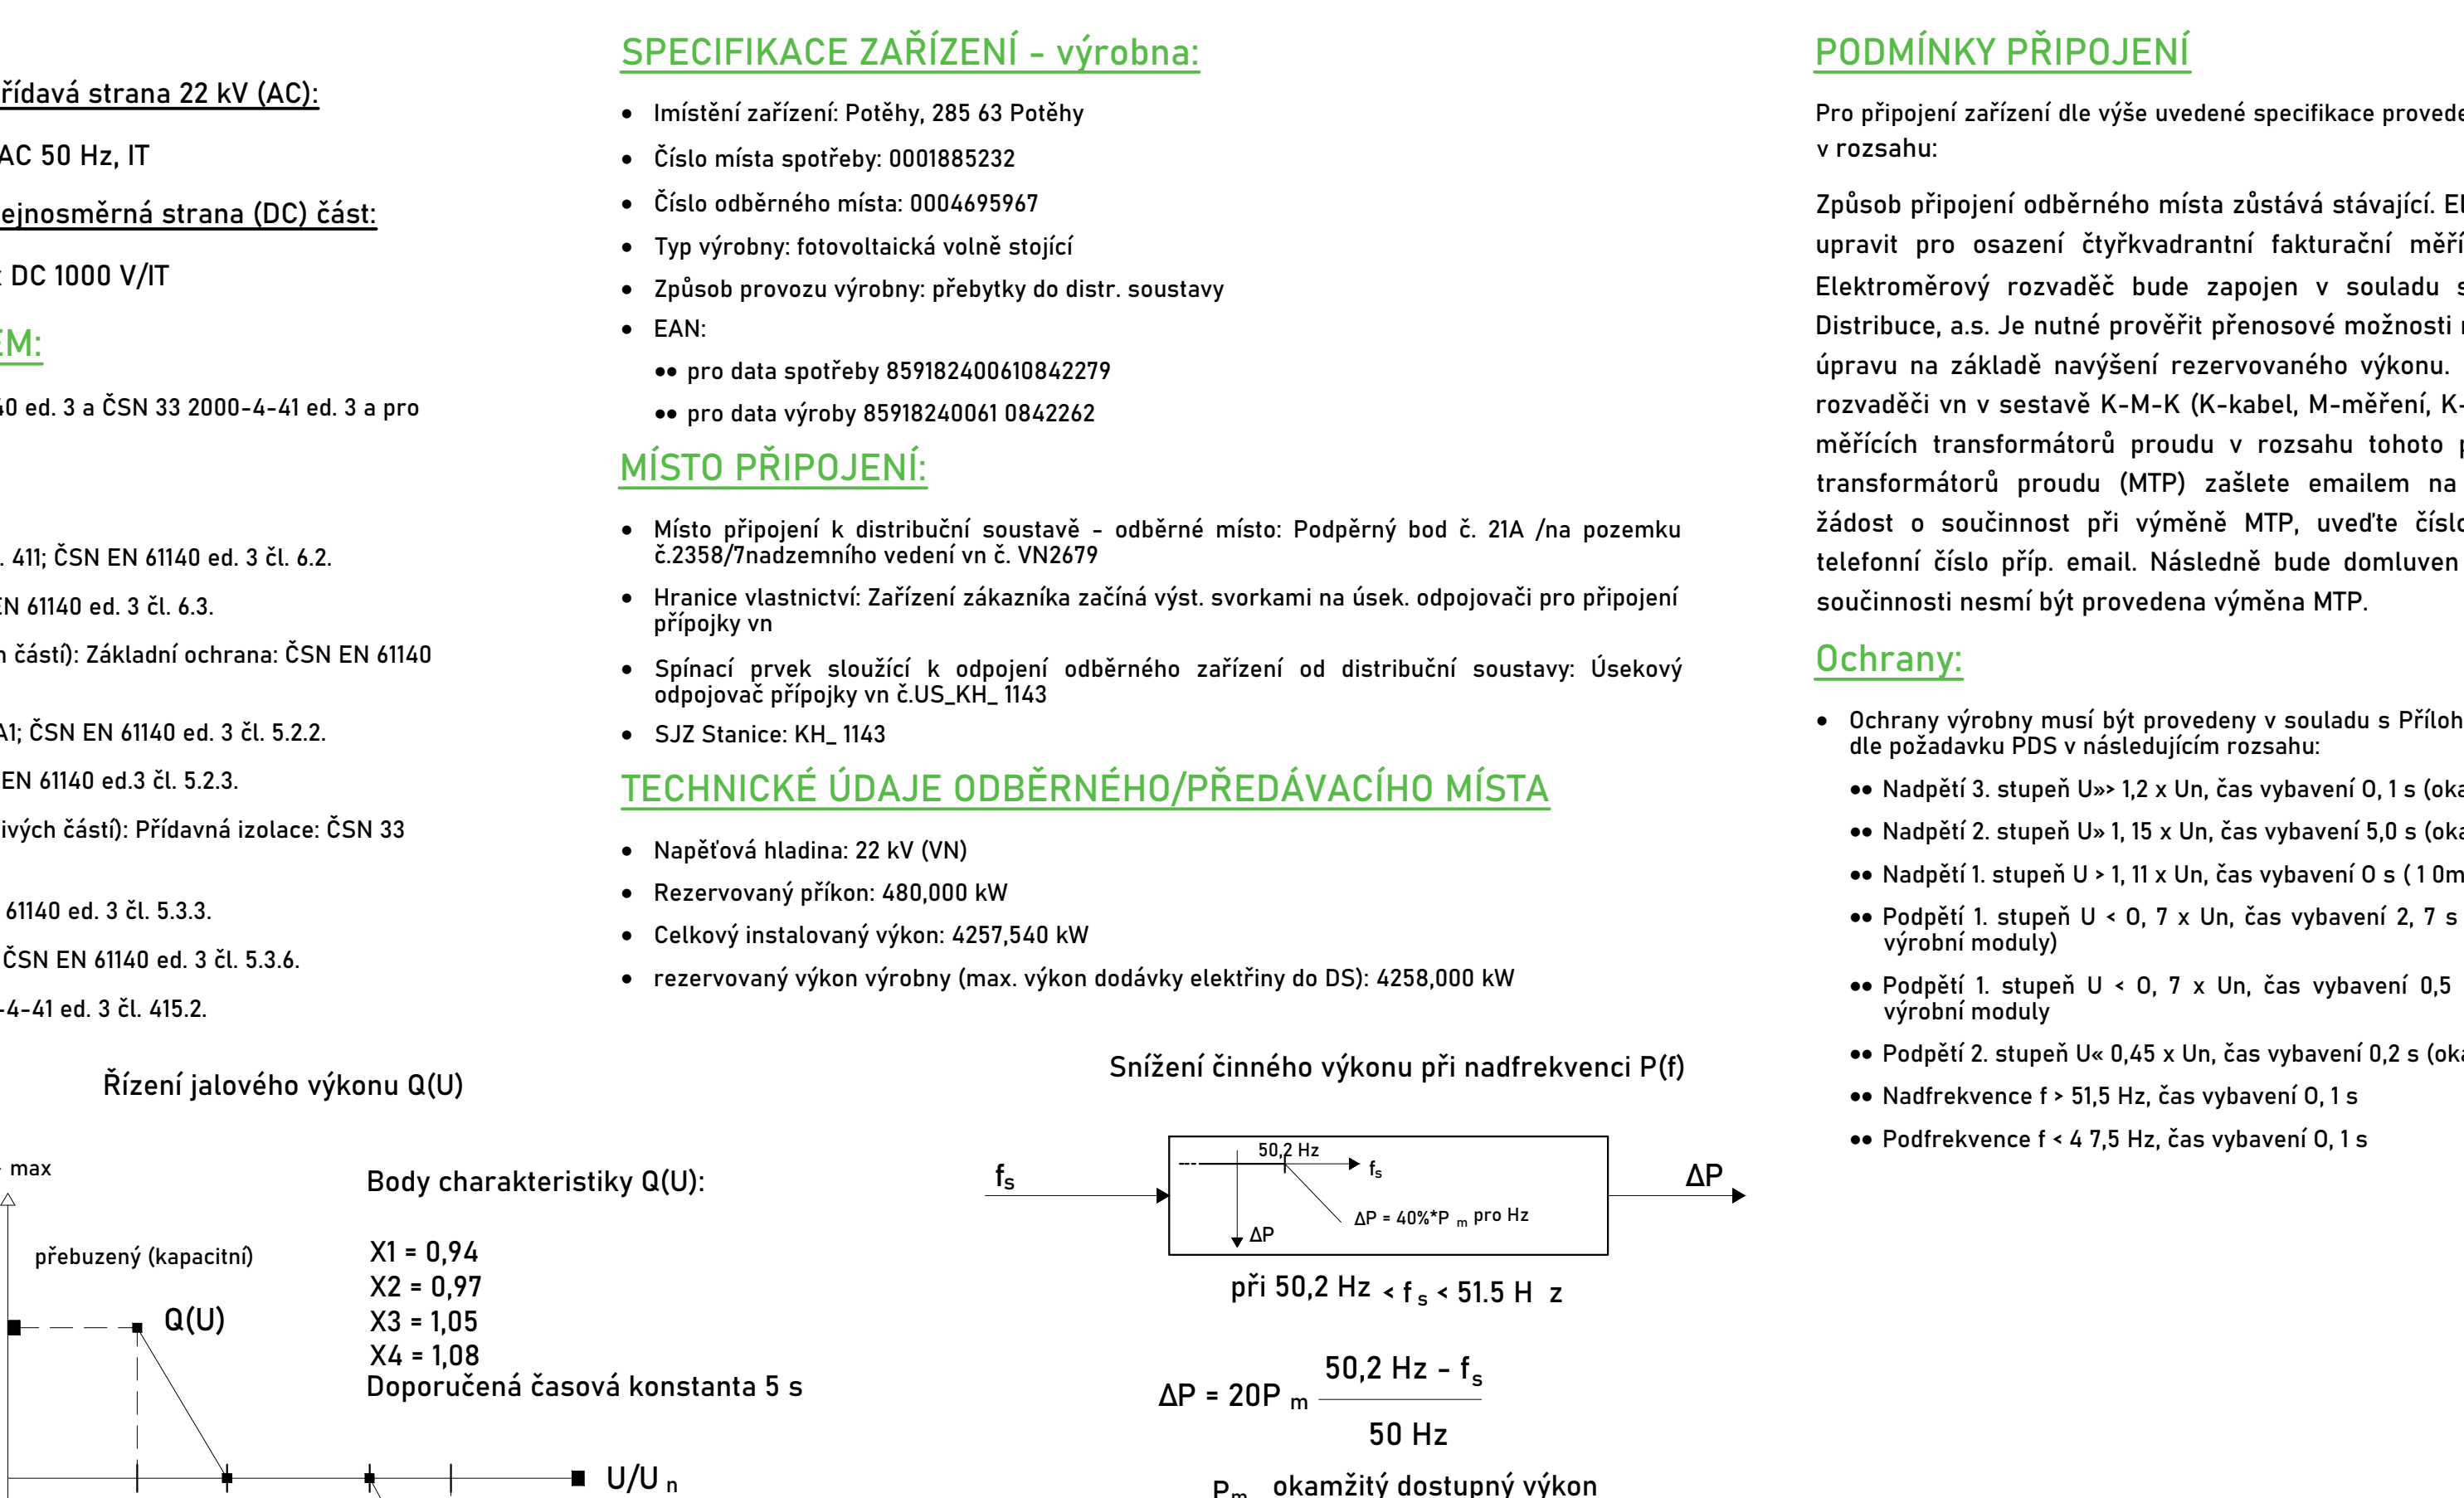 řídavá strana 22 kV (AC):
AC 50 Hz, IT
ejnosměrná strana (DC) část:
DC 1000 V/IT
EM:
40 ed. 3 a ČSN 33 2000-4-41 ed. 3 a pro
. 411; ČSN EN 61140 ed. 3 čl. 6.2.
EN 61140 ed. 3 čl. 6.3.
h částí): Základní ochrana: ČSN EN 61140
A1; ČSN EN 61140 ed. 3 čl. 5.2.2.
EN 61140 ed.3 čl. 5.2.3.
ivých částí): Přídavná izolace: ČSN 33
61140 ed. 3 čl. 5.3.3.
ČSN EN 61140 ed. 3 čl. 5.3.6.
-4-41 ed. 3 čl. 415.2.
SPECIFIKACE ZAŘÍZENÍ - výrobna:
• Imístění zařízení: Potěhy, 285 63 Potěhy
• Číslo místa spotřeby: 0001885232
• Číslo odběrného místa: 0004695967
• Typ výrobny: fotovoltaická volně stojící
• Způsob provozu výrobny: přebytky do distr. soustavy
• EAN:
•• pro data spotřeby 859182400610842279
•• pro data výroby 85918240061 0842262
MÍSTO PŘIPOJENÍ:
• Místo připojení k distribuční soustavě - odběrné místo: Podpěrný bod č. 21A /na pozemku
č.2358/7nadzemního vedení vn č. VN2679
• Hranice vlastnictví: Zařízení zákazníka začíná výst. svorkami na úsek. odpojovači pro připojení
přípojky vn
• Spínací prvek sloužící k odpojení odběrného zařízení od distribuční soustavy: Úsekový
odpojovač přípojky vn č.US_KH_ 1143
• SJZ Stanice: KH_ 1143
TECHNICKÉ ÚDAJE ODBĚRNÉHO/PŘEDÁVACÍHO MÍSTA
• Napěťová hladina: 22 kV (VN)
• Rezervovaný příkon: 480,000 kW
• Celkový instalovaný výkon: 4257,540 kW
• rezervovaný výkon výrobny (max. výkon dodávky elektřiny do DS): 4258,000 kW
PODMÍNKY PŘIPOJENÍ
Pro připojení zařízení dle výše uvedené specifikace provede
v rozsahu:
Způsob připojení odběrného místa zůstává stávající. El
upravit pro osazení čtyřkvadrantní fakturační měří
Elektroměrový rozvaděč bude zapojen v souladu s
Distribuce, a.s. Je nutné prověřit přenosové možnosti
úpravu na základě navýšení rezervovaného výkonu.
rozvaděči vn v sestavě K-M-K (K-kabel, M-měření, K-
měřících transformátorů proudu v rozsahu tohoto p
transformátorů proudu (MTP) zašlete emailem na
žádost o součinnost při výměně MTP, uveďte číslo
telefonní číslo příp. email. Následně bude domluven
součinnosti nesmí být provedena výměna MTP.
Ochrany:
• Ochrany výrobny musí být provedeny v souladu s Příloh
dle požadavku PDS v následujícím rozsahu:
•• Nadpětí 3. stupeň U»> 1,2 x Un, čas vybavení O, 1 s (oka
•• Nadpětí 2. stupeň U» 1, 15 x Un, čas vybavení 5,0 s (oka
•• Nadpětí 1. stupeň U > 1, 11 x Un, čas vybavení O s ( 1 0m
•• Podpětí 1. stupeň U < O, 7 x Un, čas vybavení 2, 7 s
výrobní moduly)
•• Podpětí 1. stupeň U < O, 7 x Un, čas vybavení 0,5
výrobní moduly
•• Podpětí 2. stupeň U« 0,45 x Un, čas vybavení 0,2 s (oka
•• Nadfrekvence f > 51,5 Hz, čas vybavení O, 1 s
•• Podfrekvence f < 4 7,5 Hz, čas vybavení O, 1 s
Řízení jalového výkonu Q(U)
max
přebuzený (kapacitní)
Q(U)
Body charakteristiky Q(U):
X1 = 0,94
X2 = 0,97
X3 = 1,05
X4 = 1,08
Doporučená časová konstanta 5 s
U/U n
Snížení činného výkonu při nadfrekvenci P(f)
fs
50,2 Hz
fs
ΔP = 40%*P m pro Hz
ΔP
ΔP
při 50,2 Hz < f s < 51.5 H z
50,2 Hz - fs
ΔP = 20P m
50 Hz
Pm okamžitý dostupný výkon